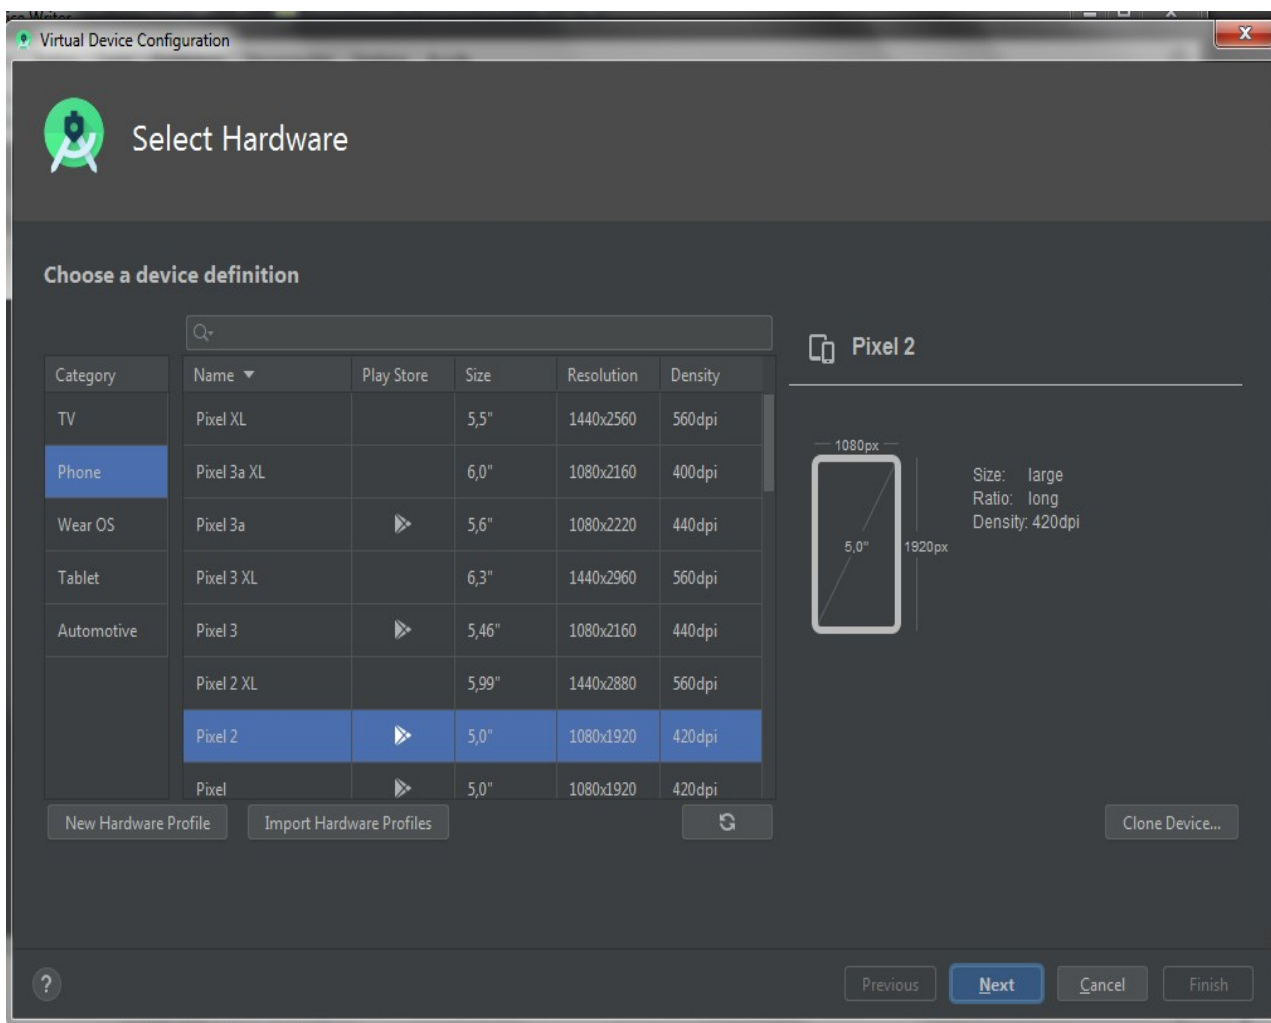 Virtual Device Configuration
Select Hardware
Choose a device definition
Category
TV
Phone
Wear OS
Tablet
Automotive
Name Play Store Size Resolution Density
Pixel XL 5,5" 1440x2560 560dpi
Pixel 3a XL 6,0" 1080x2160 400dpi
Pixel 3a 5,6" 1080x2220 440dpi
Pixel 3 XL 6,3" 1440x2960 560dpi
Pixel 3 5,46" 1080x2160 440dpi
Pixel 2 XL 5,99" 1440x2880 560dpi
Pixel 2 5,0" 1080x1920 420dpi
Pixel 5,0" 1080x1920 420dpi
New Hardware Profile Import Hardware Profiles
Pixel 2
1080px
5,0"
1920px
Size: large
Ratio: long
Density: 420dpi
Clone Device...
? Previous Next Cancel Finish